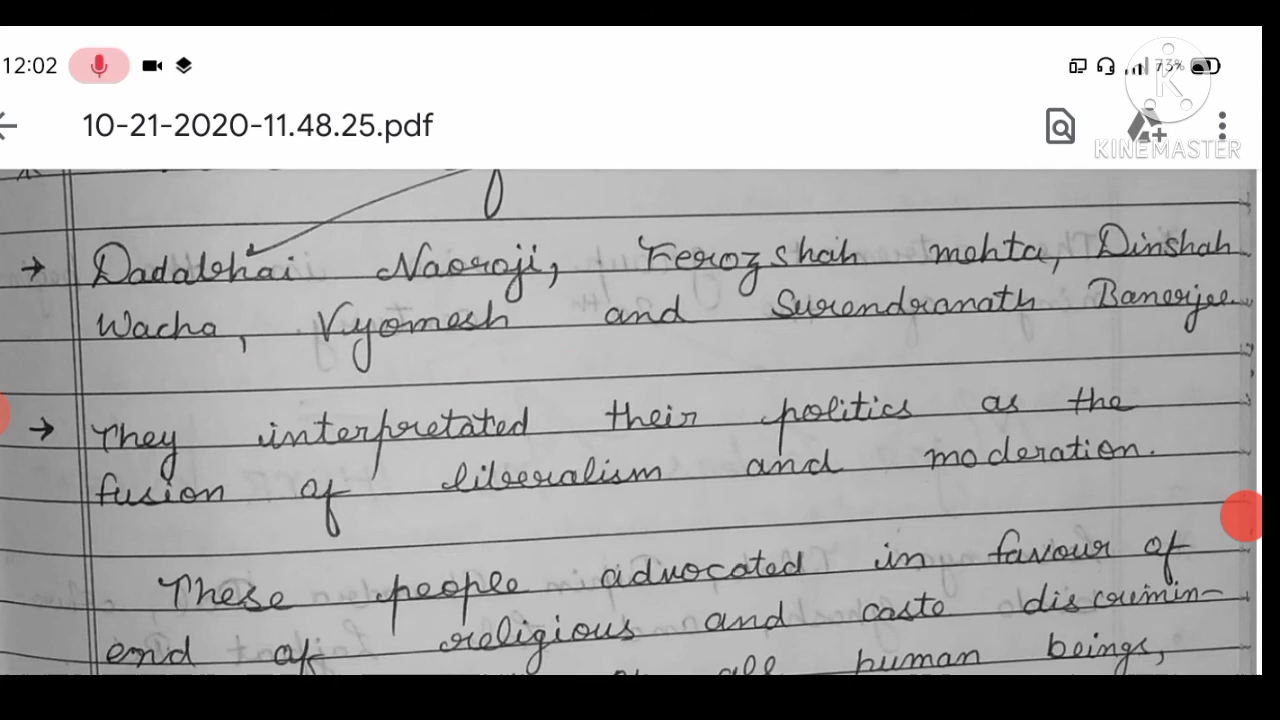 12:02
73%
10-21-2020-11.48.25.pdf
KINEMASTER
→ Dadabhai Naoroji, Ferozshah mehta, Dinshah
Wacha, Vyomesh and Surendranath Banerjee.
→ They interpretated their politics as the
fusion of liberalism and moderation.
These people advocated in favour of
end of religious and caste discrimin-
all human beings,